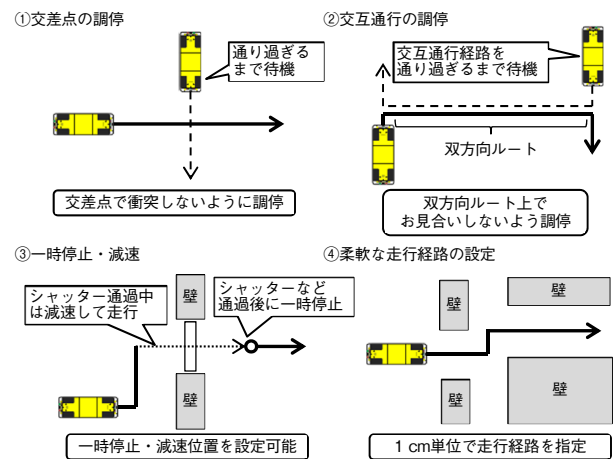 ①交差点の調停
通り過ぎる
まで待機
交差点で衝突しないように調停
②交互通行の調停
交互通行経路を
通り過ぎるまで待機
双方向ルート
双方向ルート上で
お見合いしないよう調停
③一時停止・減速
シャッター通過中
は減速して走行
壁
シャッターなど
通過後に一時停止
壁
一時停止・減速位置を設定可能
④柔軟な走行経路の設定
壁
壁
壁
壁
1 cm単位で走行経路を指定